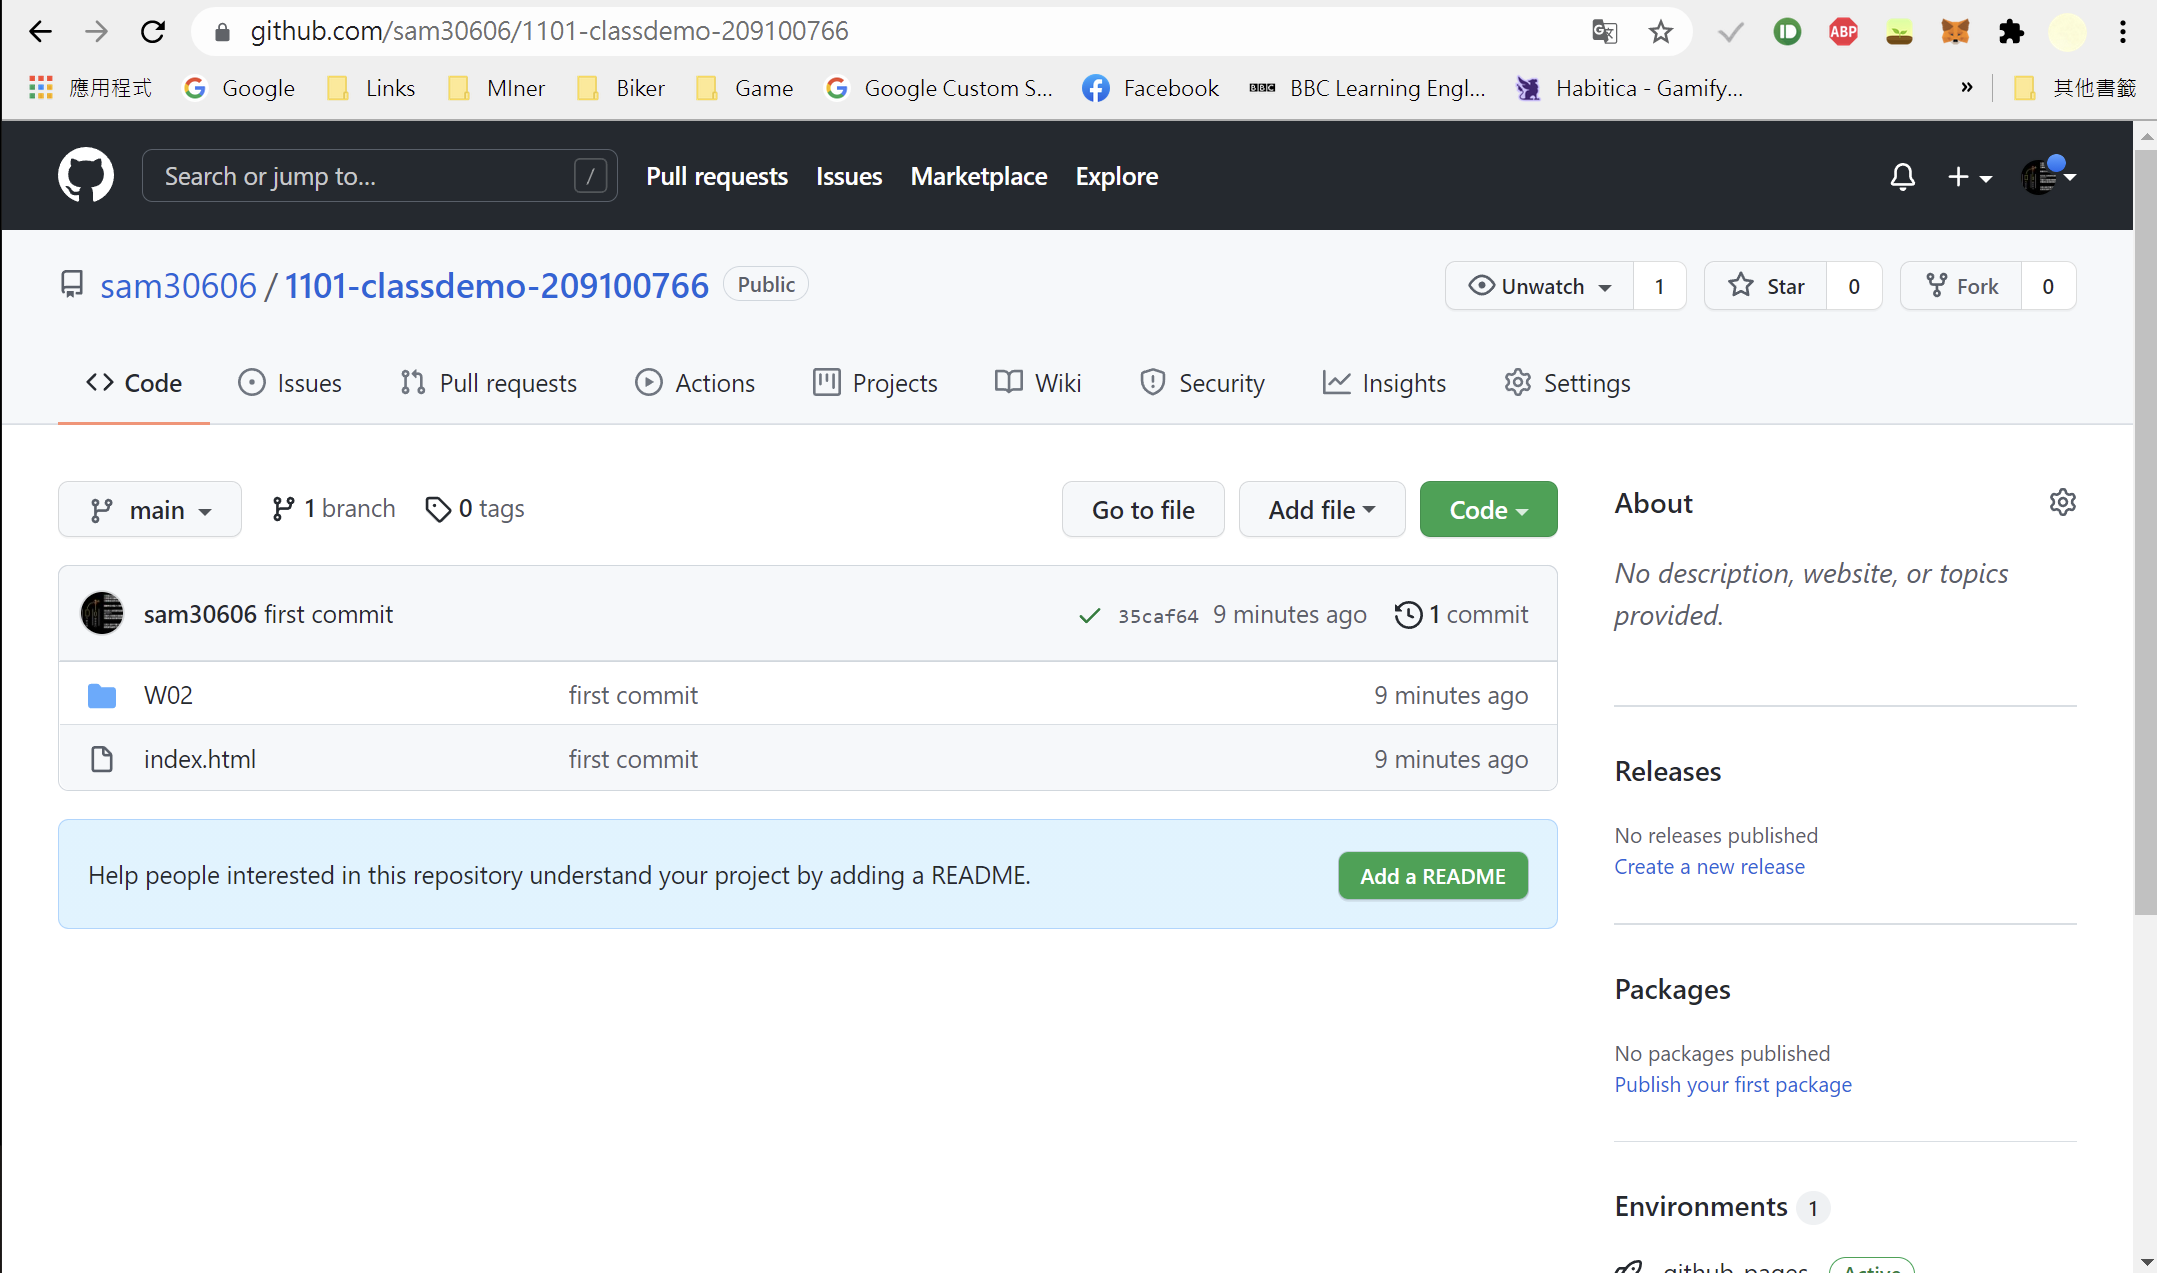 github.com/sam30606/1101-classdemo-209100766
ABP
應用程式 Google Links MIner Biker Game Google Custom S... Facebook BBC BBC Learning Engl... Habitica - Gamify... » 其他書籤
Search or jump to... / Pull requests Issues Marketplace Explore
sam30606 / 1101-classdemo-209100766 Public Unwatch 1 Star 0 Fork 0
Code Issues Pull requests Actions Projects Wiki Security Insights Settings
main 1 branch 0 tags Go to file Add file Code
sam30606 first commit 35caf64 9 minutes ago 1 commit
W02 first commit 9 minutes ago
index.html first commit 9 minutes ago
Help people interested in this repository understand your project by adding a README. Add a README
About
No description, website, or topics
provided.
Releases
No releases published
Create a new release
Packages
No packages published
Publish your first package
Environments 1
github-pages Active